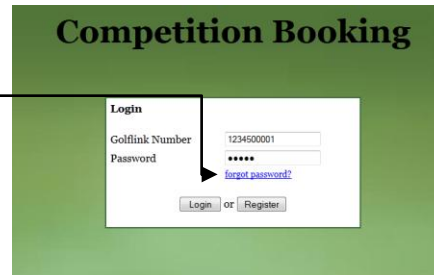 Competition Booking
Login
Golflink Number 1234500001
Password •••••
forgot password?
Login or Register